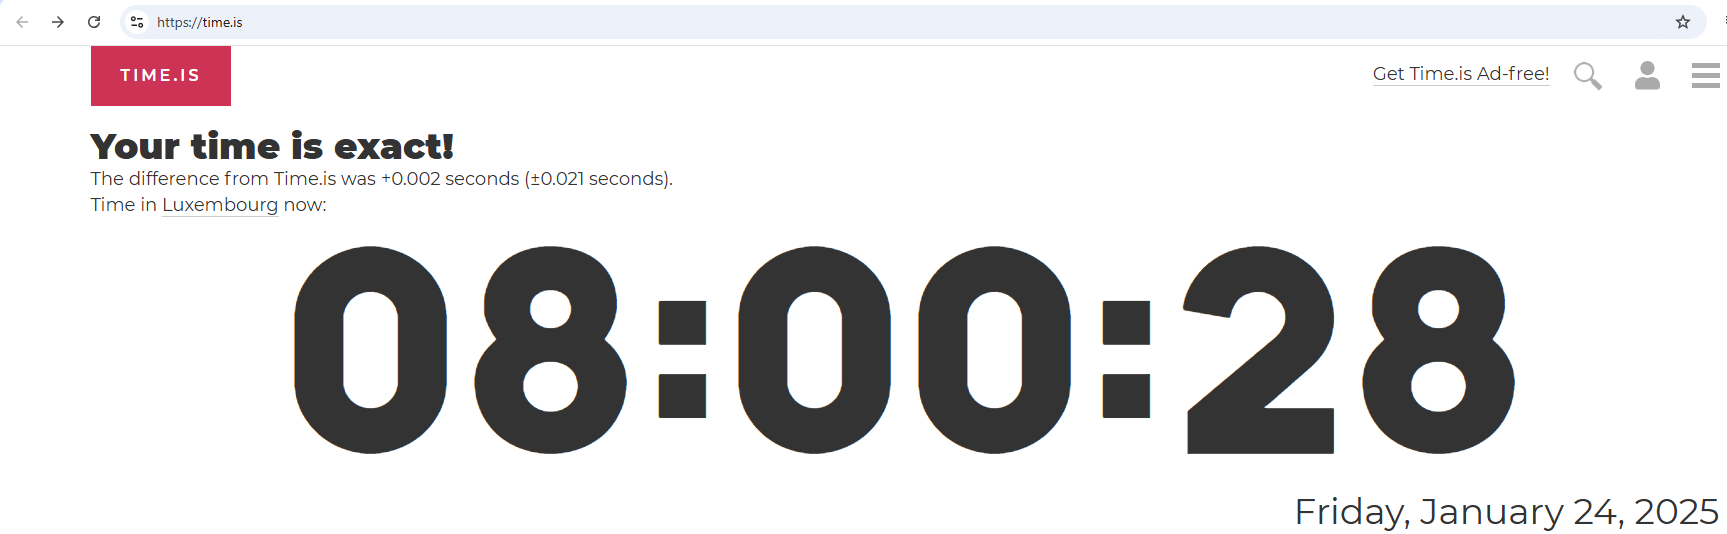 https://time.is
TIME.IS
Get Time.is Ad-free!
Your time is exact!
The difference from Time.is was +0.002 seconds (±0.021 seconds).
Time in Luxembourg now:
08:00:28
Friday, January 24, 2025